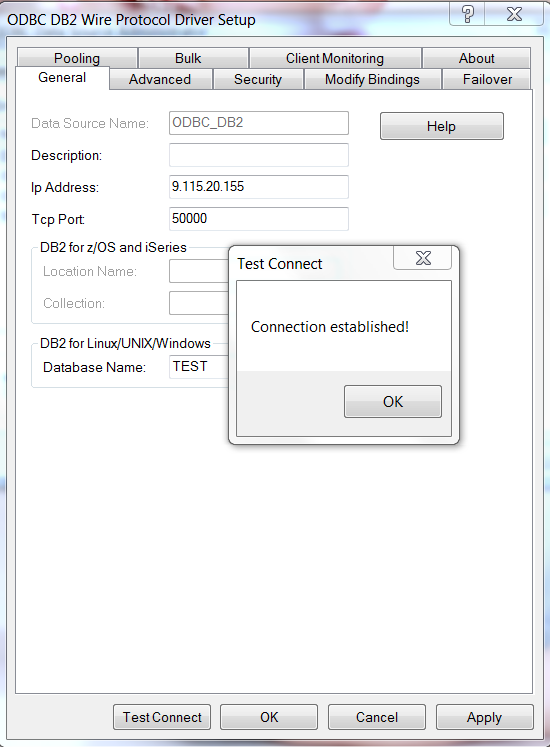 ODBC DB2 Wire Protocol Driver Setup
?
Pooling Bulk Client Monitoring About
General Advanced Security Modify Bindings Failover
Data Source Name: ODBC_DB2 Help
Description:
Ip Address: 9.115.20.155
Tcp Port: 50000
DB2 for z/OS and iSeries
Location Name:
Collection:
DB2 for Linux/UNIX/Windows
Database Name: TEST
Test Connect
Connection established!
OK
Test Connect OK Cancel Apply